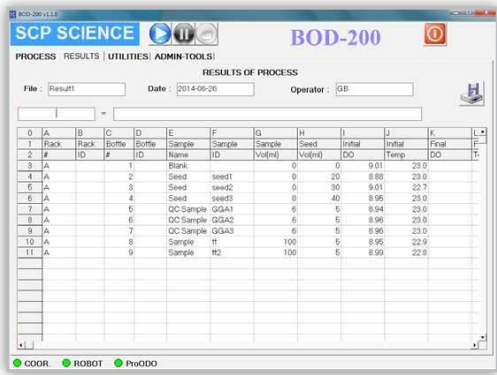 BOD-200 v1.1.0
SCP SCIENCE BOD-200
PROCESS RESULTS UTILITIES ADMIN-TOOLS
RESULTS OF PROCESS
File : Result1 Date : 2014-06-26 Operator : GB
=
0 A B C D E F G H I J K L
1 Rack Rack Bottle Bottle Sample Sample Sample Seed Initial Initial Final F
2 # ID # ID Name ID Vol(ml) Vol(ml) DO Temp DO T
3 A 1 Blank 0 0 9.01 23.0
4 A 2 Seed seed1 0 20 8.88 23.0
5 A 3 Seed seed2 0 30 9.01 22.7
6 A 4 Seed seed3 0 40 8.95 23.0
7 A 5 QC Sample GGA1 6 5 8.94 23.0
8 A 6 QC Sample GGA2 6 5 8.96 23.0
9 A 7 QC Sample GGA3 6 5 8.96 23.0
10 A 8 Sample tt 100 5 8.95 22.9
11 A 9 Sample tt2 100 5 8.99 22.8
COOR. ROBOT ProODO